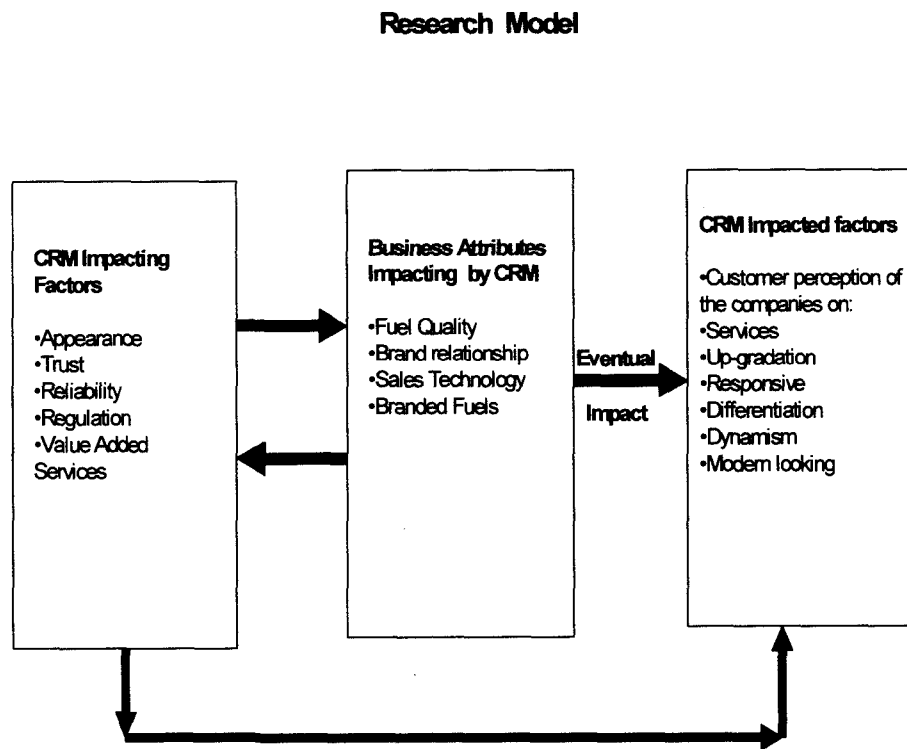 Research Model
CRM Impacting
Factors
•Appearance
•Trust
•Reliability
•Regulation
•Value Added
Services
Business Attributes
Impacting by CRM
•Fuel Quality
•Brand relationship
•Sales Technology
•Branded Fuels
Eventual
Impact
CRM Impacted factors
•Customer perception of
the companies on:
•Services
•Up-gradation
•Responsive
•Differentiation
•Dynamism
•Modern looking